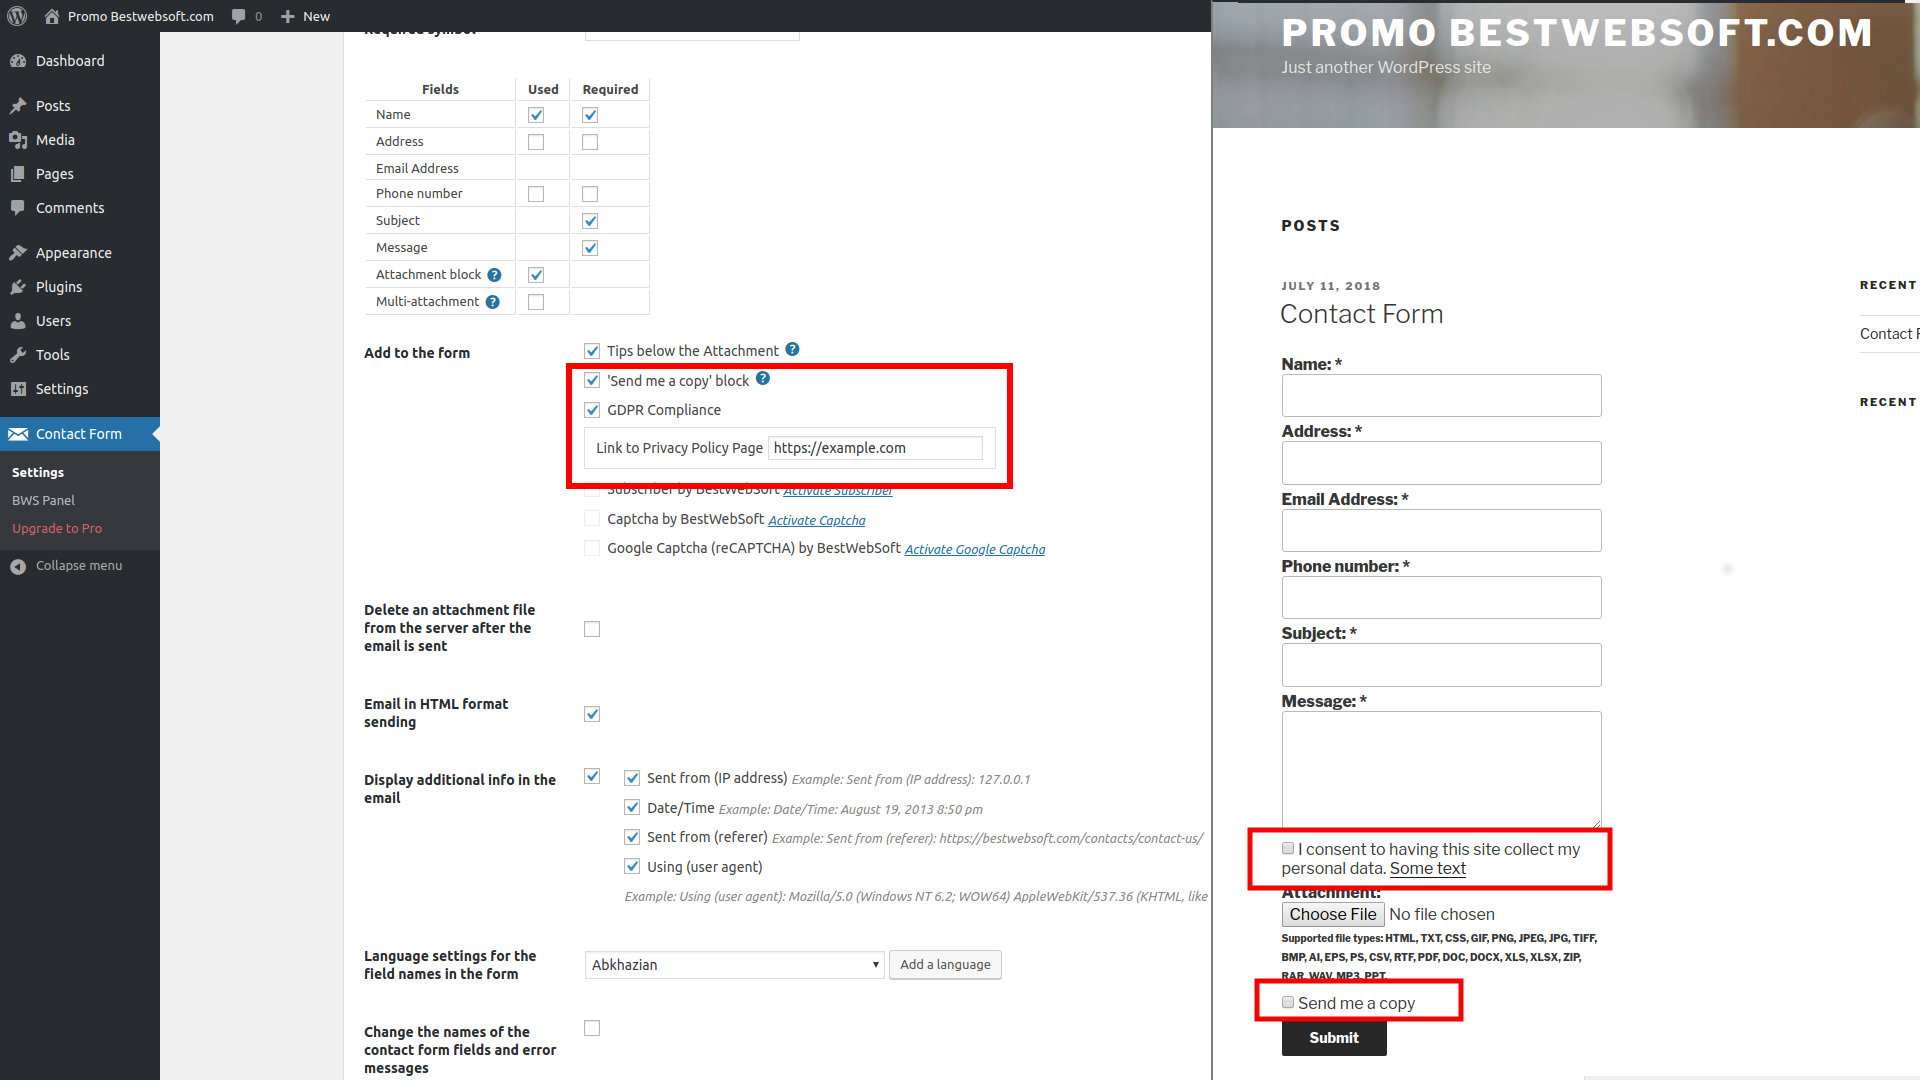 Promo Bestwebsoft.com
0
New
Dashboard
Posts
Media
Pages
Comments
Appearance
Plugins
Users
Tools
Settings
Contact Form
Settings
BWS Panel
Upgrade to Pro
Collapse menu
Required symbol
Fields Used Required
Name
Address
Email Address
Phone number
Subject
Message
Attachment block ?
Multi-attachment ?
Add to the form
Tips below the Attachment ?
'Send me a copy' block ?
GDPR Compliance
Link to Privacy Policy Page https://example.com
Subscriber by BestWebSoft Activate Subscriber
Captcha by BestWebSoft Activate Captcha
Google Captcha (reCAPTCHA) by BestWebSoft Activate Google Captcha
Delete an attachment file
from the server after the
email is sent
Email in HTML format
sending
Display additional info in the
email
Sent from (IP address) Example: Sent from (IP address): 127.0.0.1
Date/Time Example: Date/Time: August 19, 2013 8:50 pm
Sent from (referer) Example: Sent from (referer): https://bestwebsoft.com/contacts/contact-us/
Using (user agent)
Example: Using (user agent): Mozilla/5.0 (Windows NT 6.2; WOW64) AppleWebKit/537.36 (KHTML, like
Language settings for the
field names in the form
Abkhazian
Add a language
Change the names of the
contact form fields and error
messages
PROMO BESTWEBSOFT.COM
Just another WordPress site
POSTS
JULY 11, 2018
Contact Form
Name: *
Address: *
Email Address: *
Phone number: *
Subject: *
Message: *
I consent to having this site collect my
personal data. Some text
Attachment:
Choose File No file chosen
Supported file types: HTML, TXT, CSS, GIF, PNG, JPEG, JPG, TIFF,
BMP, AI, EPS, PS, CSV, RTF, PDF, DOC, DOCX, XLS, XLSX, ZIP,
RAR, WAV, MP3, PPT.
Send me a copy
Submit
RECENT
Contact F
RECENT